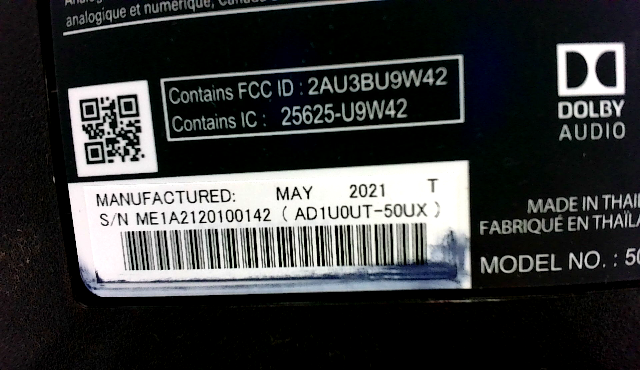 analogique et numérique,
Contains FCC ID : 2AU3BU9W42
Contains IC : 25625-U9W42
DOLBY
AUDIO
MANUFACTURED: MAY 2021 T
S/N ME1A2120100142 ( AD1U0UT-50UX )
MADE IN THAI
FABRIQUÉ EN THAÏLA
MODEL NO. : 50